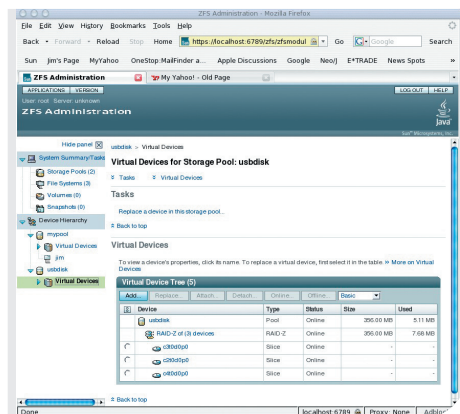 ZFS Administration - Mozilla Firefox
File Edit View History Bookmarks Tools Help
Back Forward Reload Stop Home https://localhost:6789/zfs/zfsmodul Go Google Search
Sun Jim's Page MyYahoo OneStop MailFinder a... Apple Discussions Google Neo/J E*TRADE News Spots »
ZFS Administration My Yahoo! - Old Page
APPLICATIONS VERSION LOG OUT HELP
User: root Server: unknown
ZFS Administration
Java
Sun™ Microsystems, Inc.
Hide panel
System Summary/Tasks
Storage Pools (2)
File Systems (3)
Volumes (0)
Snapshots (0)
Device Hierarchy
mypool
Virtual Devices
jim
usbdisk
Virtual Devices
usbdisk > Virtual Devices
Virtual Devices for Storage Pool: usbdisk
Tasks Virtual Devices
Tasks
Replace a device in this storage pool...
Back to top
Virtual Devices
To view a device's properties, click its name. To replace a virtual device, first select it in the table. » More on Virtual
Devices
Virtual Device Tree (5)
Add... Replace... Attach... Detach... Online... Offline... Basic
Device Type Status Size Used
usbdisk Pool Online 356.00 MB 5.11 MB
RAID-Z of (3) devices RAID-Z Online 356.00 MB 7.68 MB
c3t0d0p0 Slice Online - -
c2t0d0p0 Slice Online - -
c4t0d0p0 Slice Online - -
Back to top
Done localhost:6789 Proxy: None Adbloc